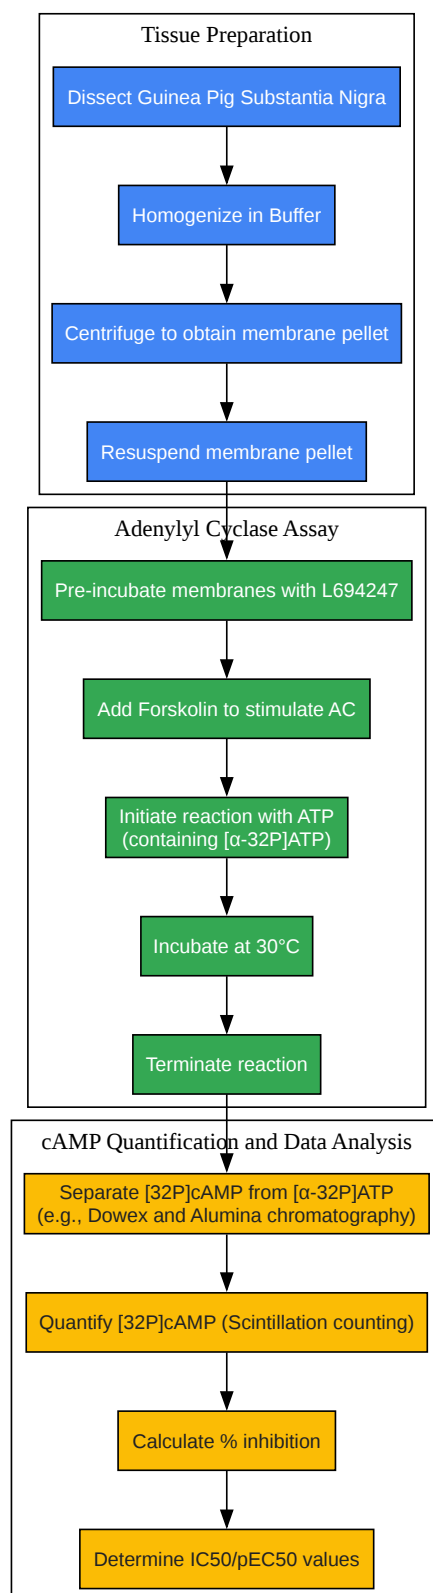 Tissue Preparation
Dissect Guinea Pig Substantia Nigra
Homogenize in Buffer
Centrifuge to obtain membrane pellet
Resuspend membrane pellet
Adenylyl Cyclase Assay
Pre-incubate membranes with L694247
Add Forskolin to stimulate AC
Initiate reaction with ATP
(containing [α-32P]ATP)
Incubate at 30°C
Terminate reaction
cAMP Quantification and Data Analysis
Separate [32P]cAMP from [α-32P]ATP
(e.g., Dowex and Alumina chromatography)
Quantify [32P]cAMP (Scintillation counting)
Calculate % inhibition
Determine IC50/pEC50 values